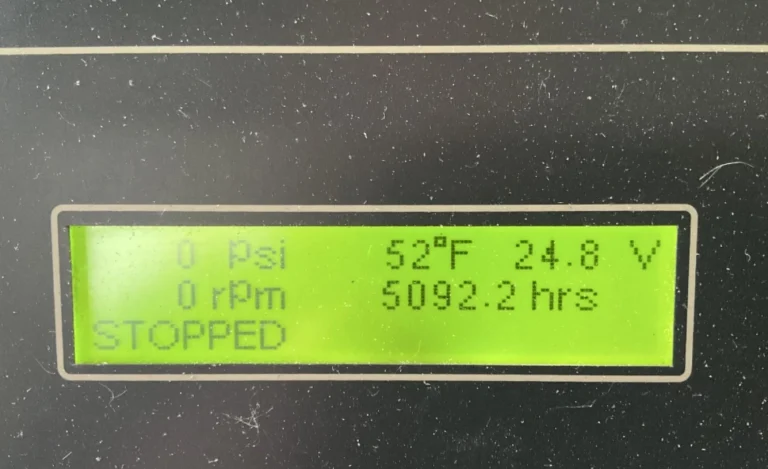 0 psi 52°F 24.8 V
0 rpm 5092.2 hrs
STOPPED